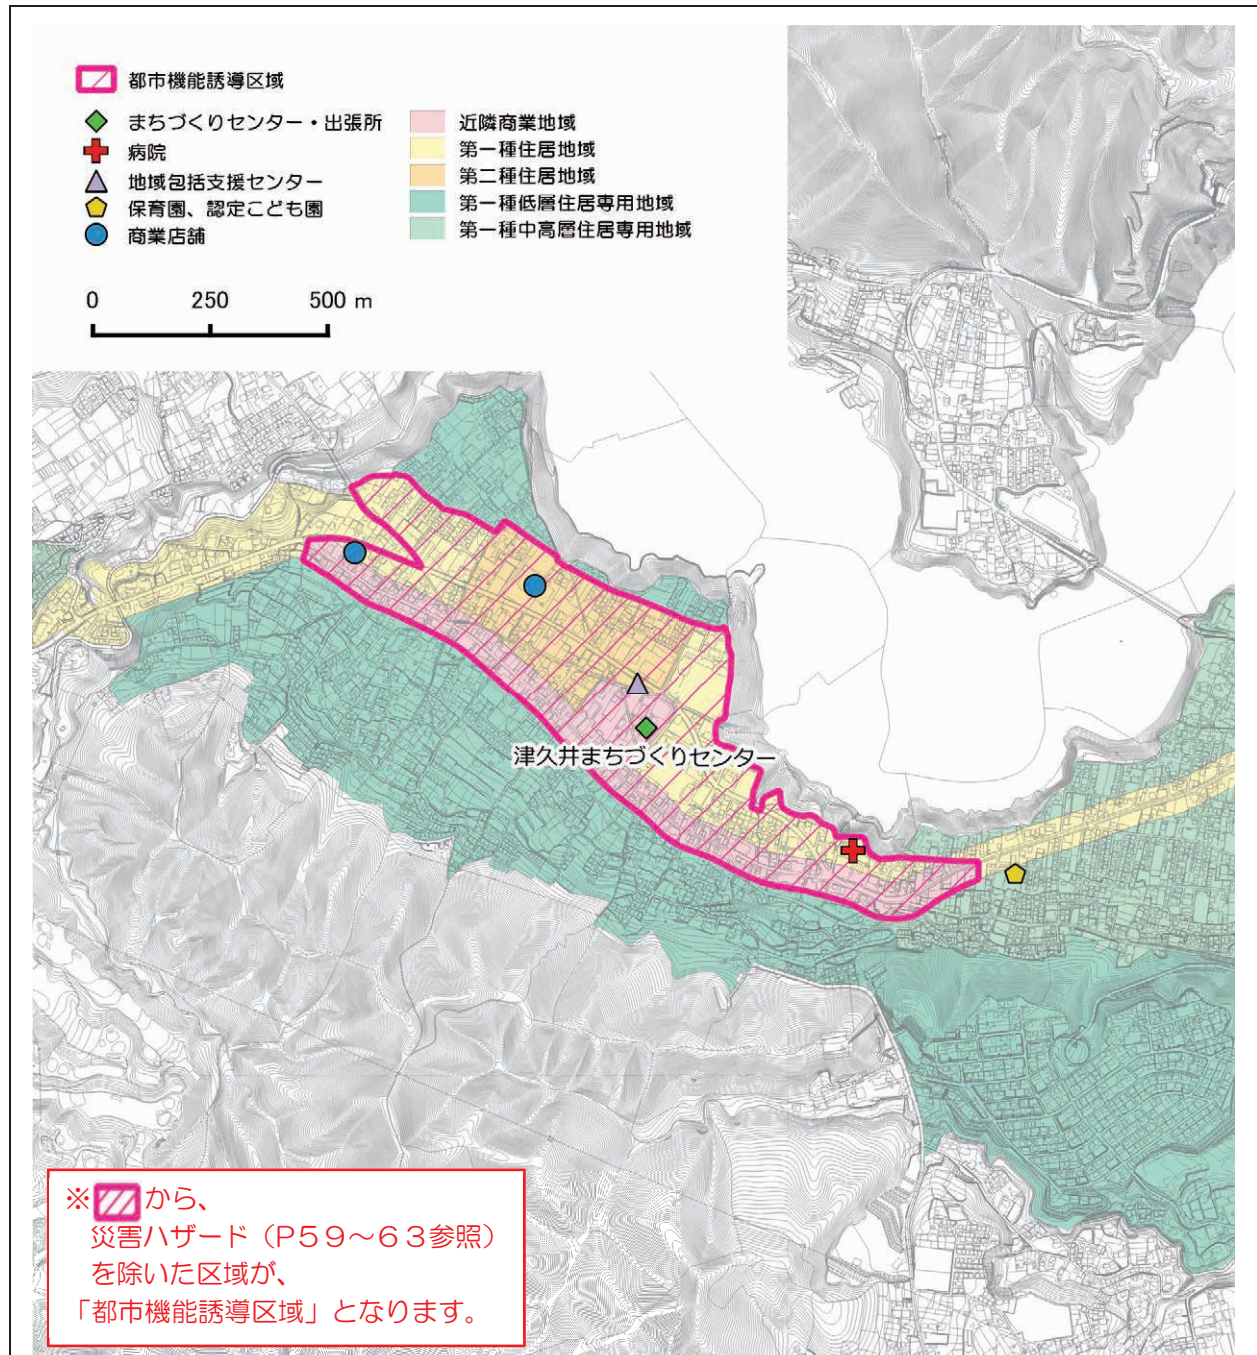 都市機能誘導区域
まちづくりセンター・出張所
病院
地域包括支援センター
保育園、認定こども園
商業店舗
近隣商業地域
第一種住居地域
第二種住居地域
第一種低層住居専用地域
第一種中高層住居専用地域
0 250 500 m
津久井まちづくりセンター
※から、
災害ハザード（P59～63参照）
を除いた区域が、
「都市機能誘導区域」となります。